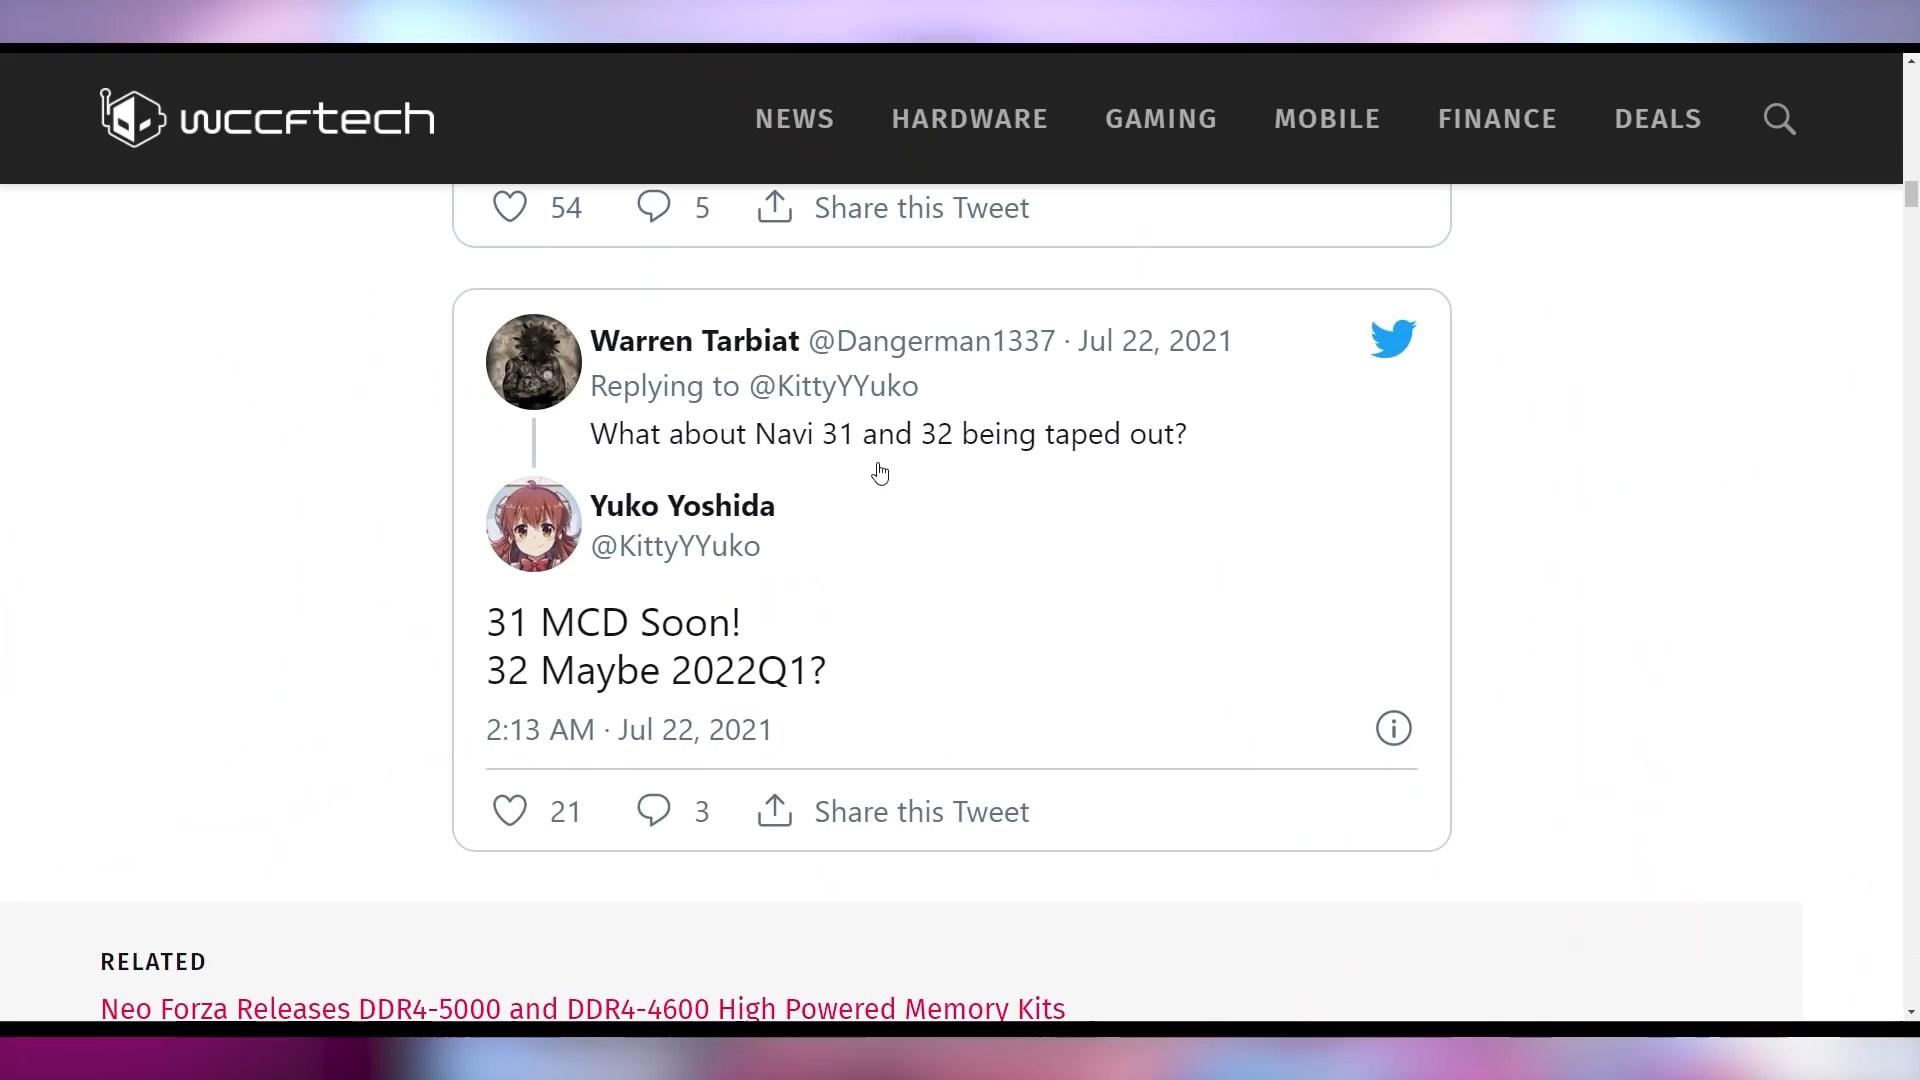 wccftech
NEWS HARDWARE GAMING MOBILE FINANCE DEALS
54 5 Share this Tweet
Warren Tarbiat @Dangerman1337 · Jul 22, 2021
Replying to @KittyYYuko
What about Navi 31 and 32 being taped out?
Yuko Yoshida
@KittyYYuko
31 MCD Soon!
32 Maybe 2022Q1?
2:13 AM · Jul 22, 2021
21 3 Share this Tweet
RELATED
Neo Forza Releases DDR4-5000 and DDR4-4600 High Powered Memory Kits